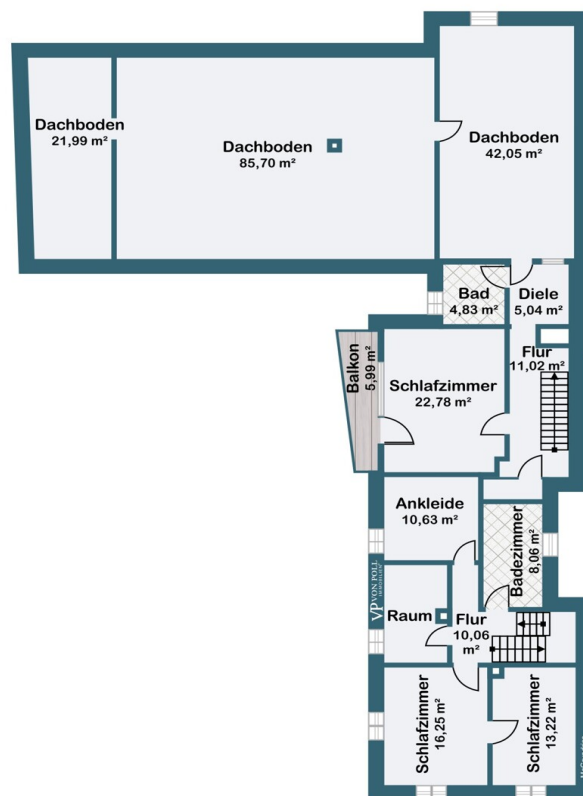 Dachboden
21,99 m²
Dachboden
85,70 m²
Dachboden
42,05 m²
Bad
4,83 m²
Diele
5,04 m²
Flur
11,02 m²
Balkon
5,99 m²
Schlafzimmer
22,78 m²
Ankleide
10,63 m²
Badezimmer
8,06 m²
VP VON POLL
IMMOBILIEN
Raum
Flur
10,06
m²
Schlafzimmer
16,25 m²
Schlafzimmer
13,22 m²